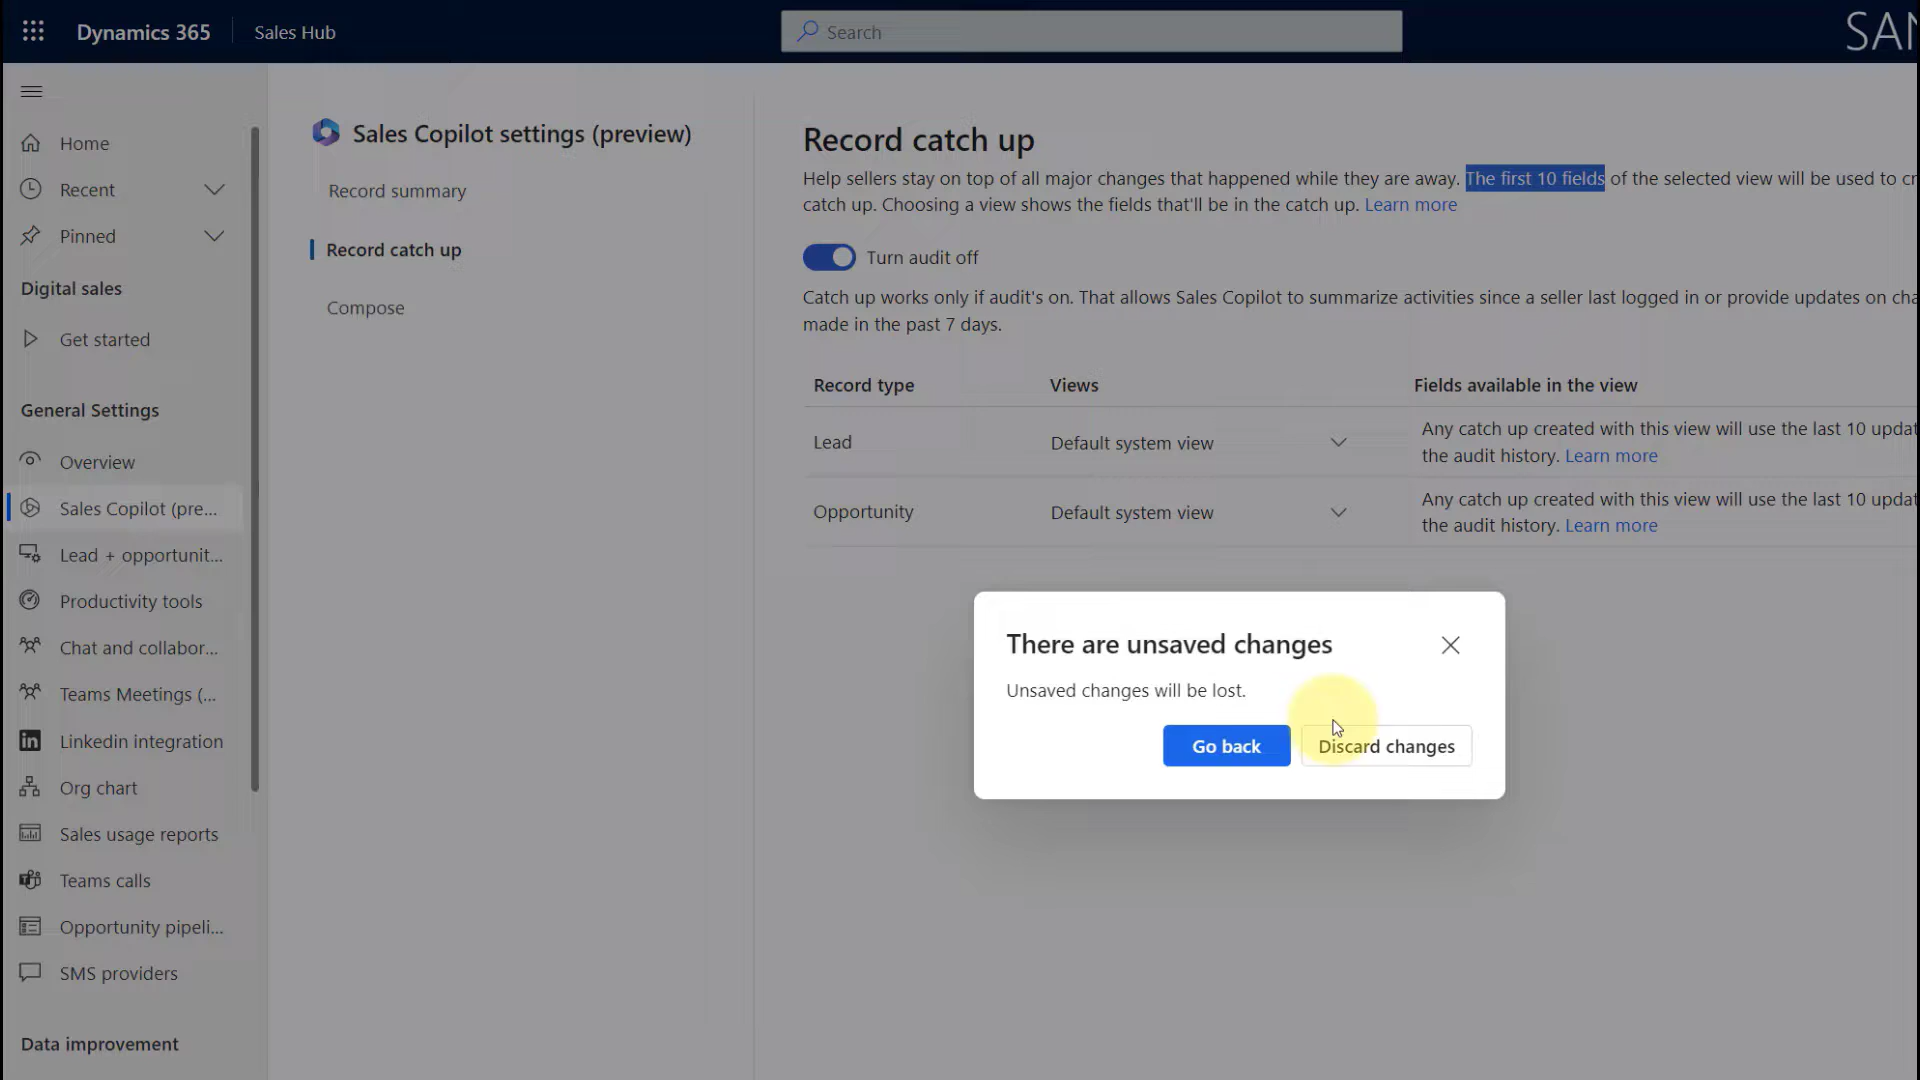 Dynamics 365
Sales Hub
Search
SAN
Home
Recent
Pinned
Digital sales
Get started
General Settings
Overview
Sales Copilot (pre...
Lead + opportunit...
Productivity tools
Chat and collabor...
Teams Meetings (...
Linkedin integration
Org chart
Sales usage reports
Teams calls
Opportunity pipeli...
SMS providers
Data improvement
Sales Copilot settings (preview)
Record summary
Record catch up
Compose
Record catch up
Help sellers stay on top of all major changes that happened while they are away. The first 10 fields of the selected view will be used to cr
catch up. Choosing a view shows the fields that'll be in the catch up. Learn more
Turn audit off
Catch up works only if audit's on. That allows Sales Copilot to summarize activities since a seller last logged in or provide updates on cha
made in the past 7 days.
Record type Views Fields available in the view
Lead Default system view Any catch up created with this view will use the last 10 updat
the audit history. Learn more
Opportunity Default system view Any catch up created with this view will use the last 10 updat
the audit history. Learn more
There are unsaved changes
Unsaved changes will be lost.
Go back
Discard changes